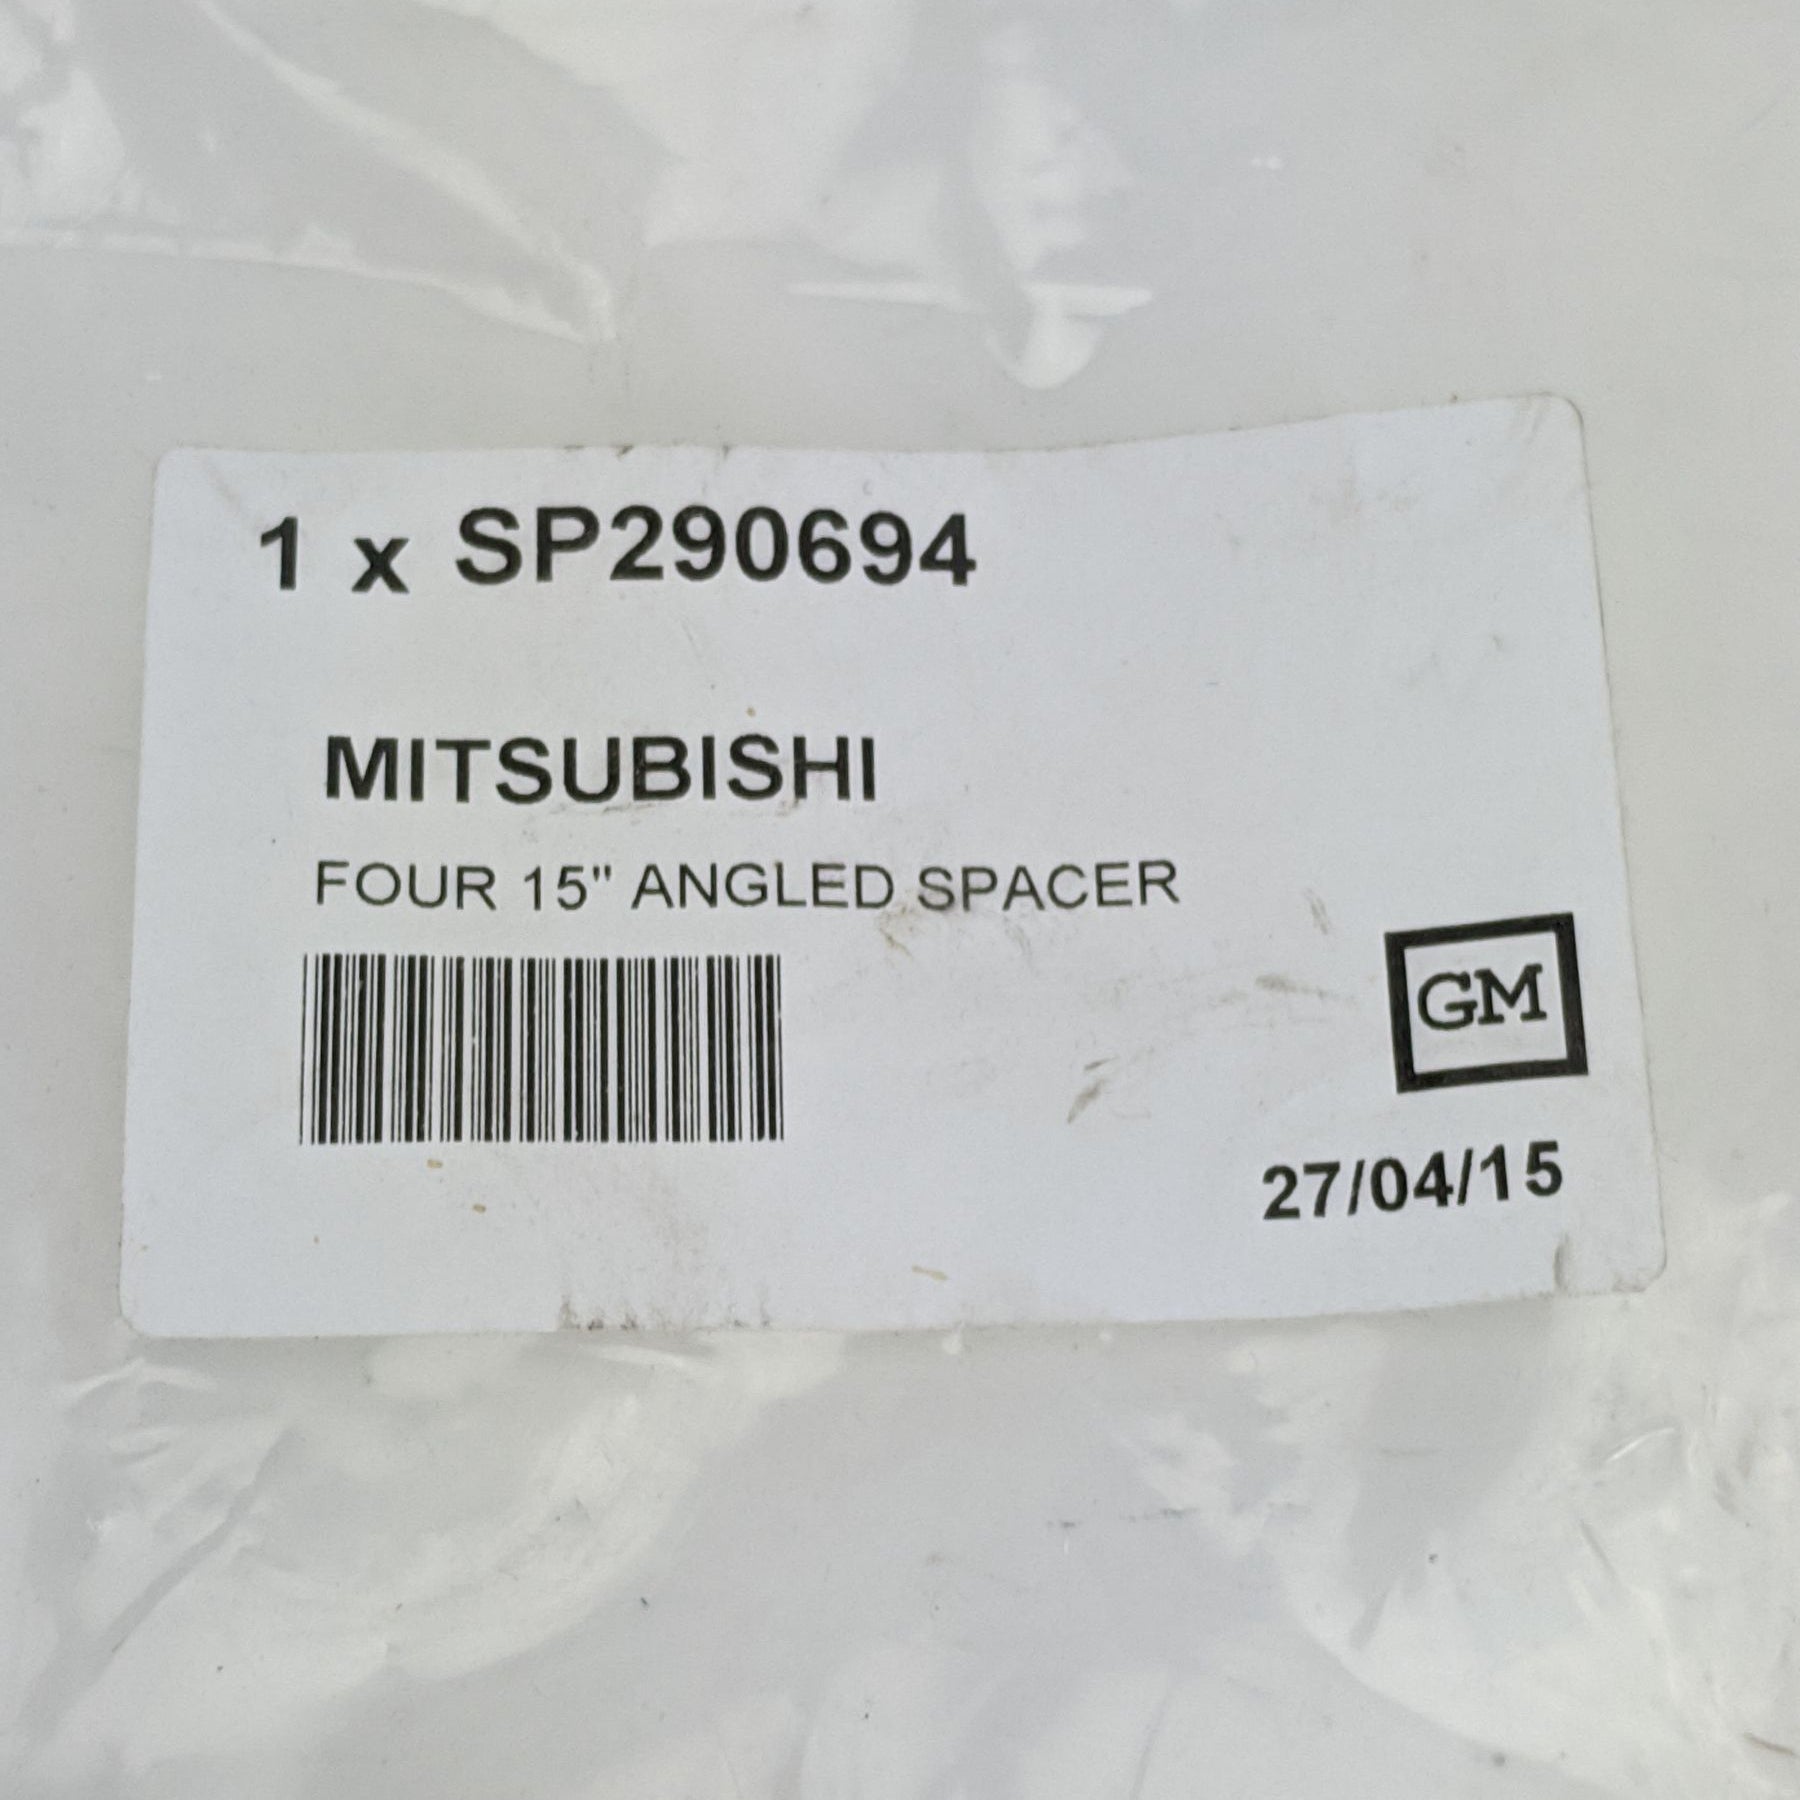 1 x SP290694
MITSUBISHI
FOUR 15" ANGLED SPACER
GM
27/04/15